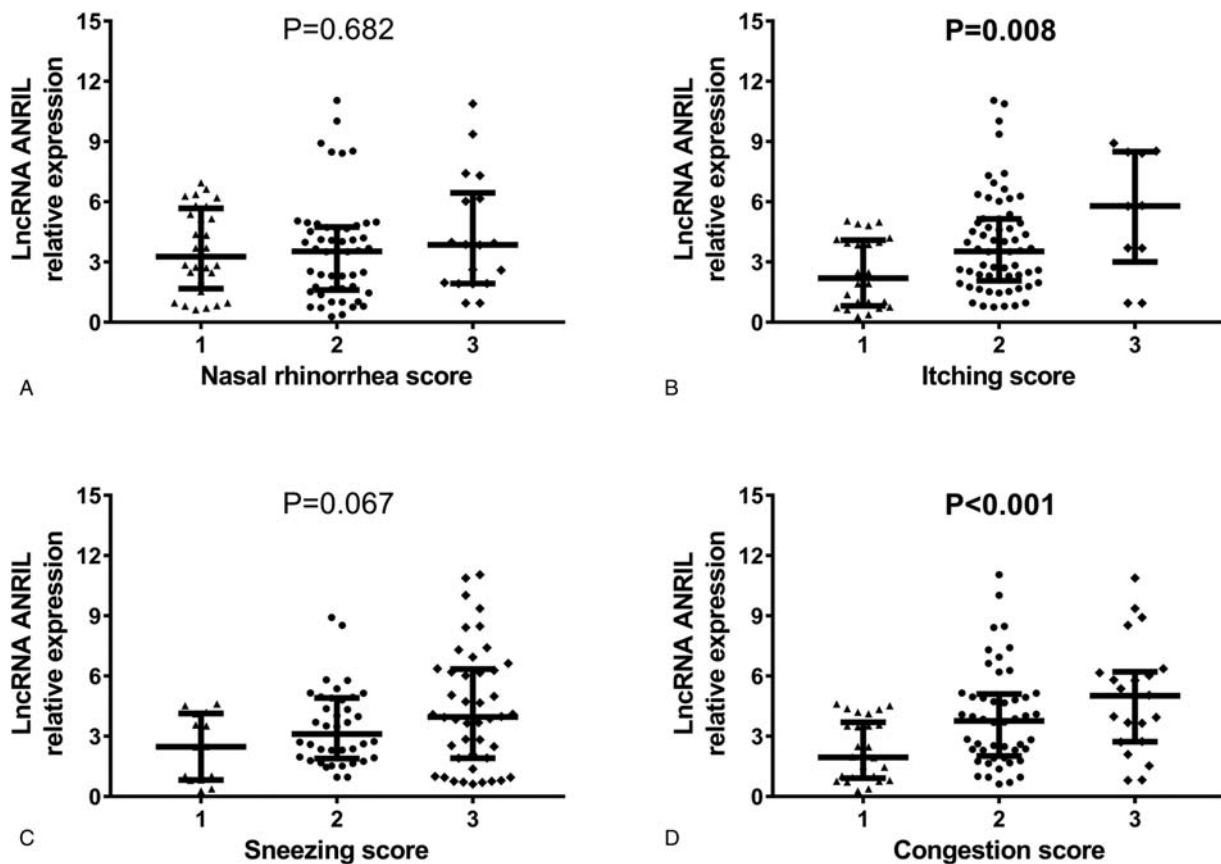 P=0.682
LncRNA ANRIL
relative expression
15
12
9
6
3
0
1 2 3
Nasal rhinorrhea score
A
P=0.008
LncRNA ANRIL
relative expression
15
12
9
6
3
0
1 2 3
Itching score
B
P=0.067
LncRNA ANRIL
relative expression
15
12
9
6
3
0
1 2 3
Sneezing score
C
P<0.001
LncRNA ANRIL
relative expression
15
12
9
6
3
0
1 2 3
Congestion score
D